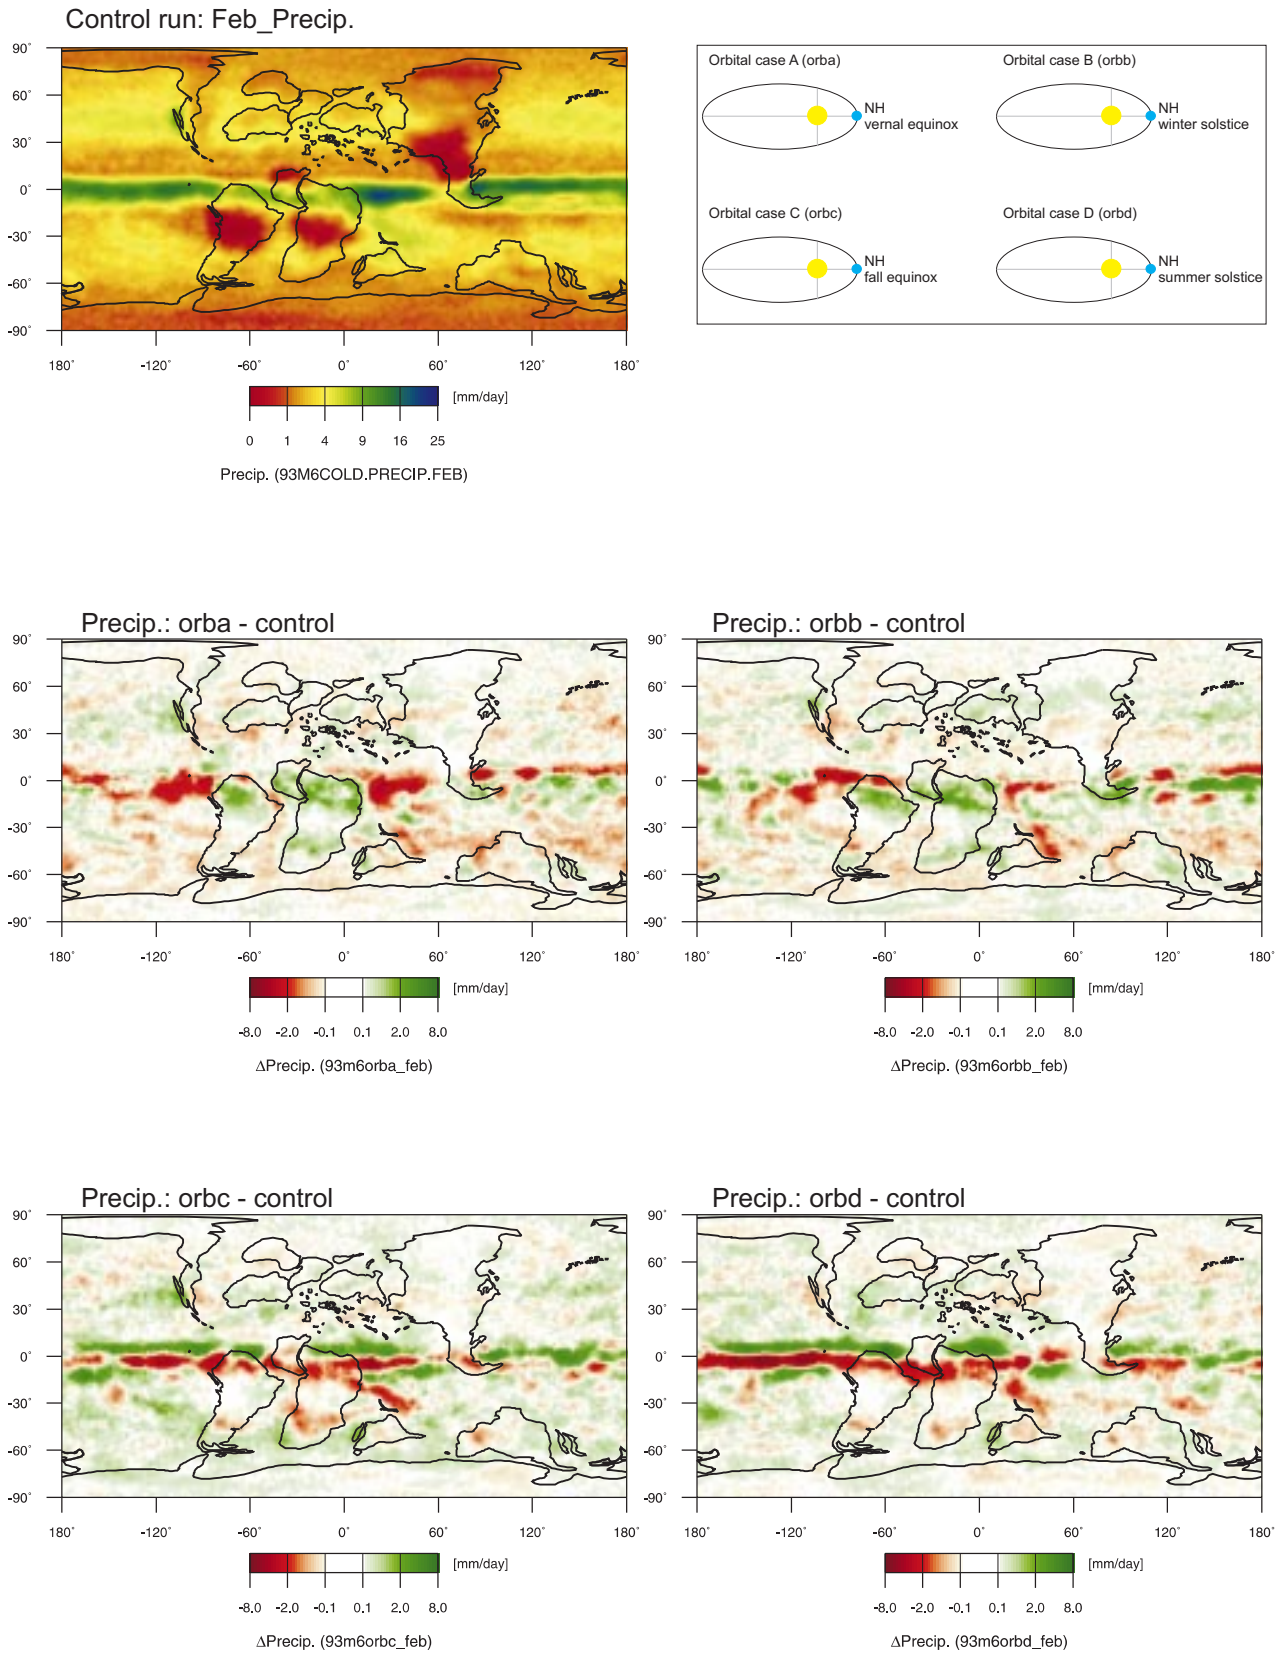 Control run: Feb_Precip.
90˚
60˚
30˚
0˚
-30˚
-60˚
-90˚
180˚ -120˚ -60˚ 0˚ 60˚ 120˚ 180˚
[mm/day]
0 1 4 9 16 25
Precip. (93M6COLD.PRECIP.FEB)
Orbital case A (orba)
NH
vernal equinox
Orbital case B (orbb)
NH
winter solstice
Orbital case C (orbc)
NH
fall equinox
Orbital case D (orbd)
NH
summer solstice
Precip.: orba - control
90˚
60˚
30˚
0˚
-30˚
-60˚
-90˚
180˚ -120˚ -60˚ 0˚ 60˚ 120˚ 180˚
[mm/day]
-8.0 -2.0 -0.1 0.1 2.0 8.0
ΔPrecip. (93m6orba_feb)
Precip.: orbb - control
90˚
60˚
30˚
0˚
-30˚
-60˚
-90˚
180˚ -120˚ -60˚ 0˚ 60˚ 120˚ 180˚
[mm/day]
-8.0 -2.0 -0.1 0.1 2.0 8.0
ΔPrecip. (93m6orbb_feb)
Precip.: orbc - control
90˚
60˚
30˚
0˚
-30˚
-60˚
-90˚
180˚ -120˚ -60˚ 0˚ 60˚ 120˚ 180˚
[mm/day]
-8.0 -2.0 -0.1 0.1 2.0 8.0
ΔPrecip. (93m6orbc_feb)
Precip.: orbd - control
90˚
60˚
30˚
0˚
-30˚
-60˚
-90˚
180˚ -120˚ -60˚ 0˚ 60˚ 120˚ 180˚
[mm/day]
-8.0 -2.0 -0.1 0.1 2.0 8.0
ΔPrecip. (93m6orbd_feb)